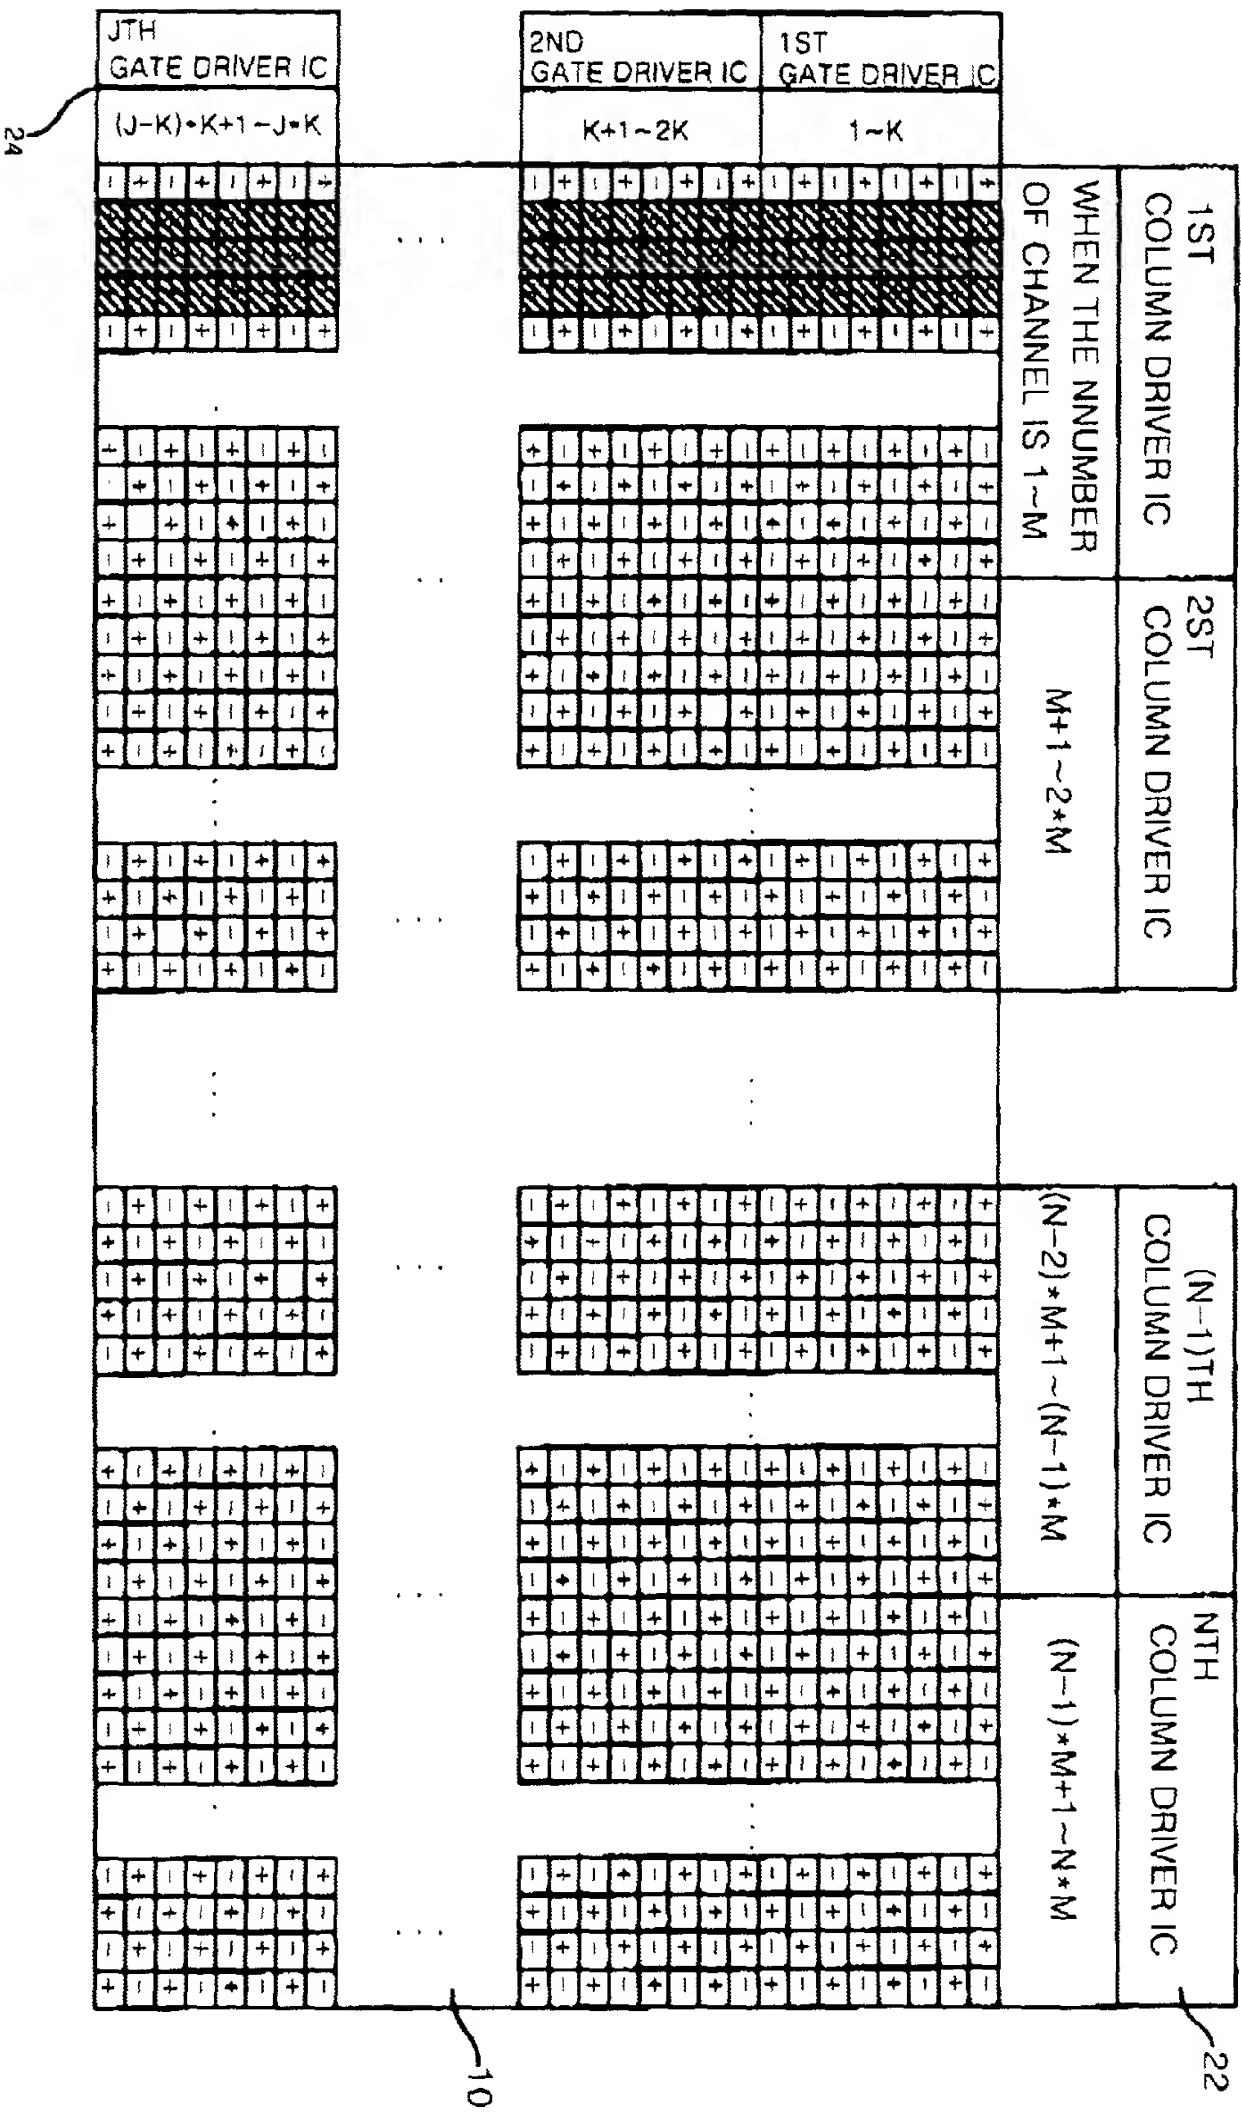 1ST
COLUMN DRIVER IC
2ST
COLUMN DRIVER IC
(N-1)TH
COLUMN DRIVER IC
NTH
COLUMN DRIVER IC
22
WHEN THE NNUMBER
OF CHANNEL IS 1~M
M+1~2*M
(N-2)*M+1~(N-1)*M
(N-1)*M+1~N*M
1ST
GATE DRIVER IC
1~K
2ND
GATE DRIVER IC
K+1~2K
JTH
GATE DRIVER IC
(J-K)*K+1~J*K
24
10